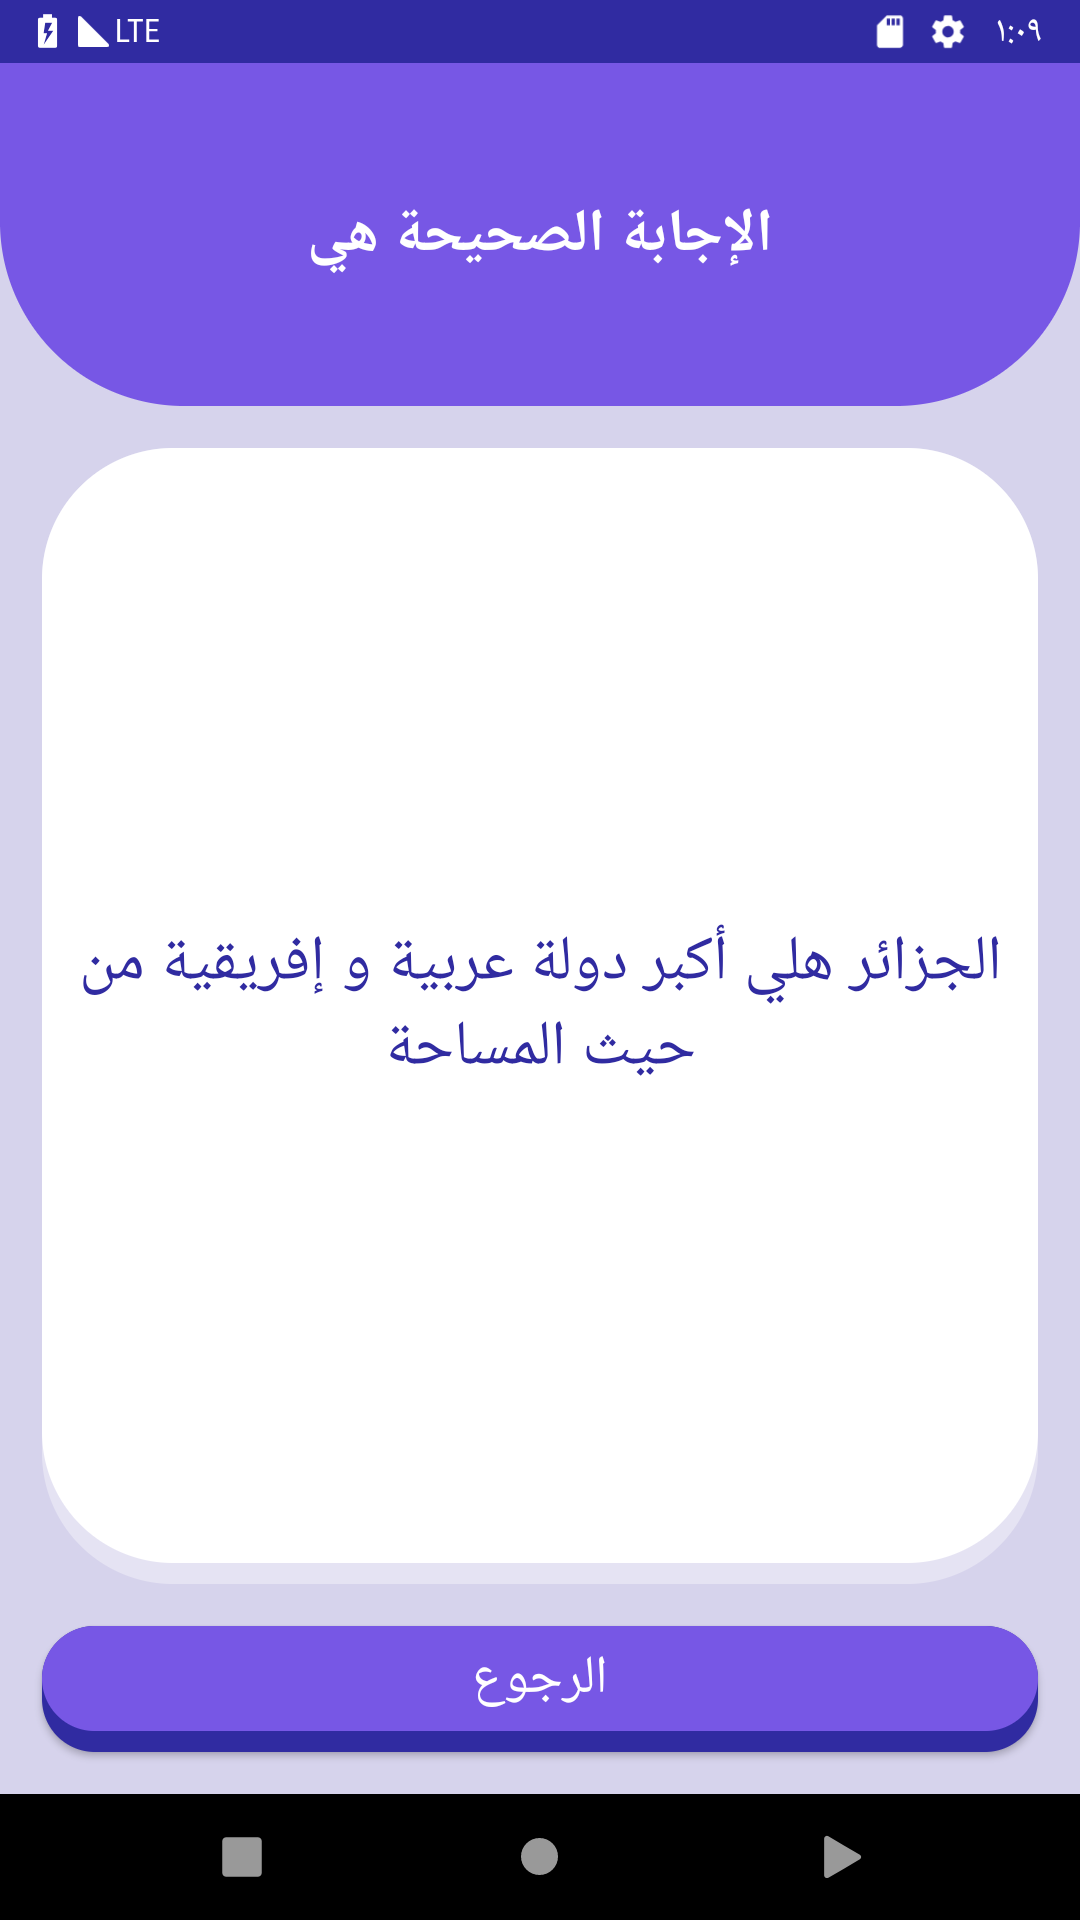 LTE ١:٠٩
الإجابة الصحيحة هي
الجزائر هلي أكبر دولة عربية و إفريقية من
حيث المساحة
الرجوع